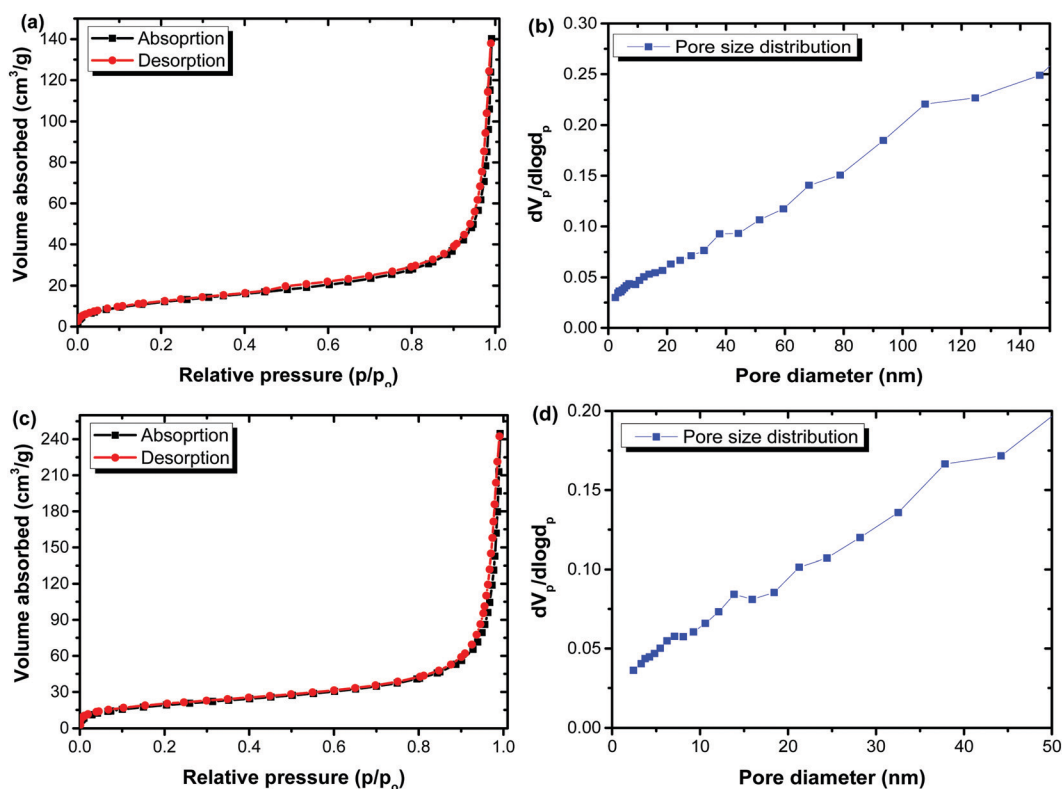 (a)
Absoprtion
Desorption
Volume absorbed (cm³/g)
140
120
100
80
60
40
20
0
0.0 0.2 0.4 0.6 0.8 1.0
Relative pressure (p/pₒ)
(b)
Pore size distribution
dVₚ/dlogdₚ
0.30
0.25
0.20
0.15
0.10
0.05
0.00
0 20 40 60 80 100 120 140
Pore diameter (nm)
(c)
Absoprtion
Desorption
Volume absorbed (cm³/g)
240
210
180
150
120
90
60
30
0
0.0 0.2 0.4 0.6 0.8 1.0
Relative pressure (p/pₒ)
(d)
Pore size distribution
dVₚ/dlogdₚ
0.20
0.15
0.10
0.05
0.00
0 10 20 30 40 50
Pore diameter (nm)